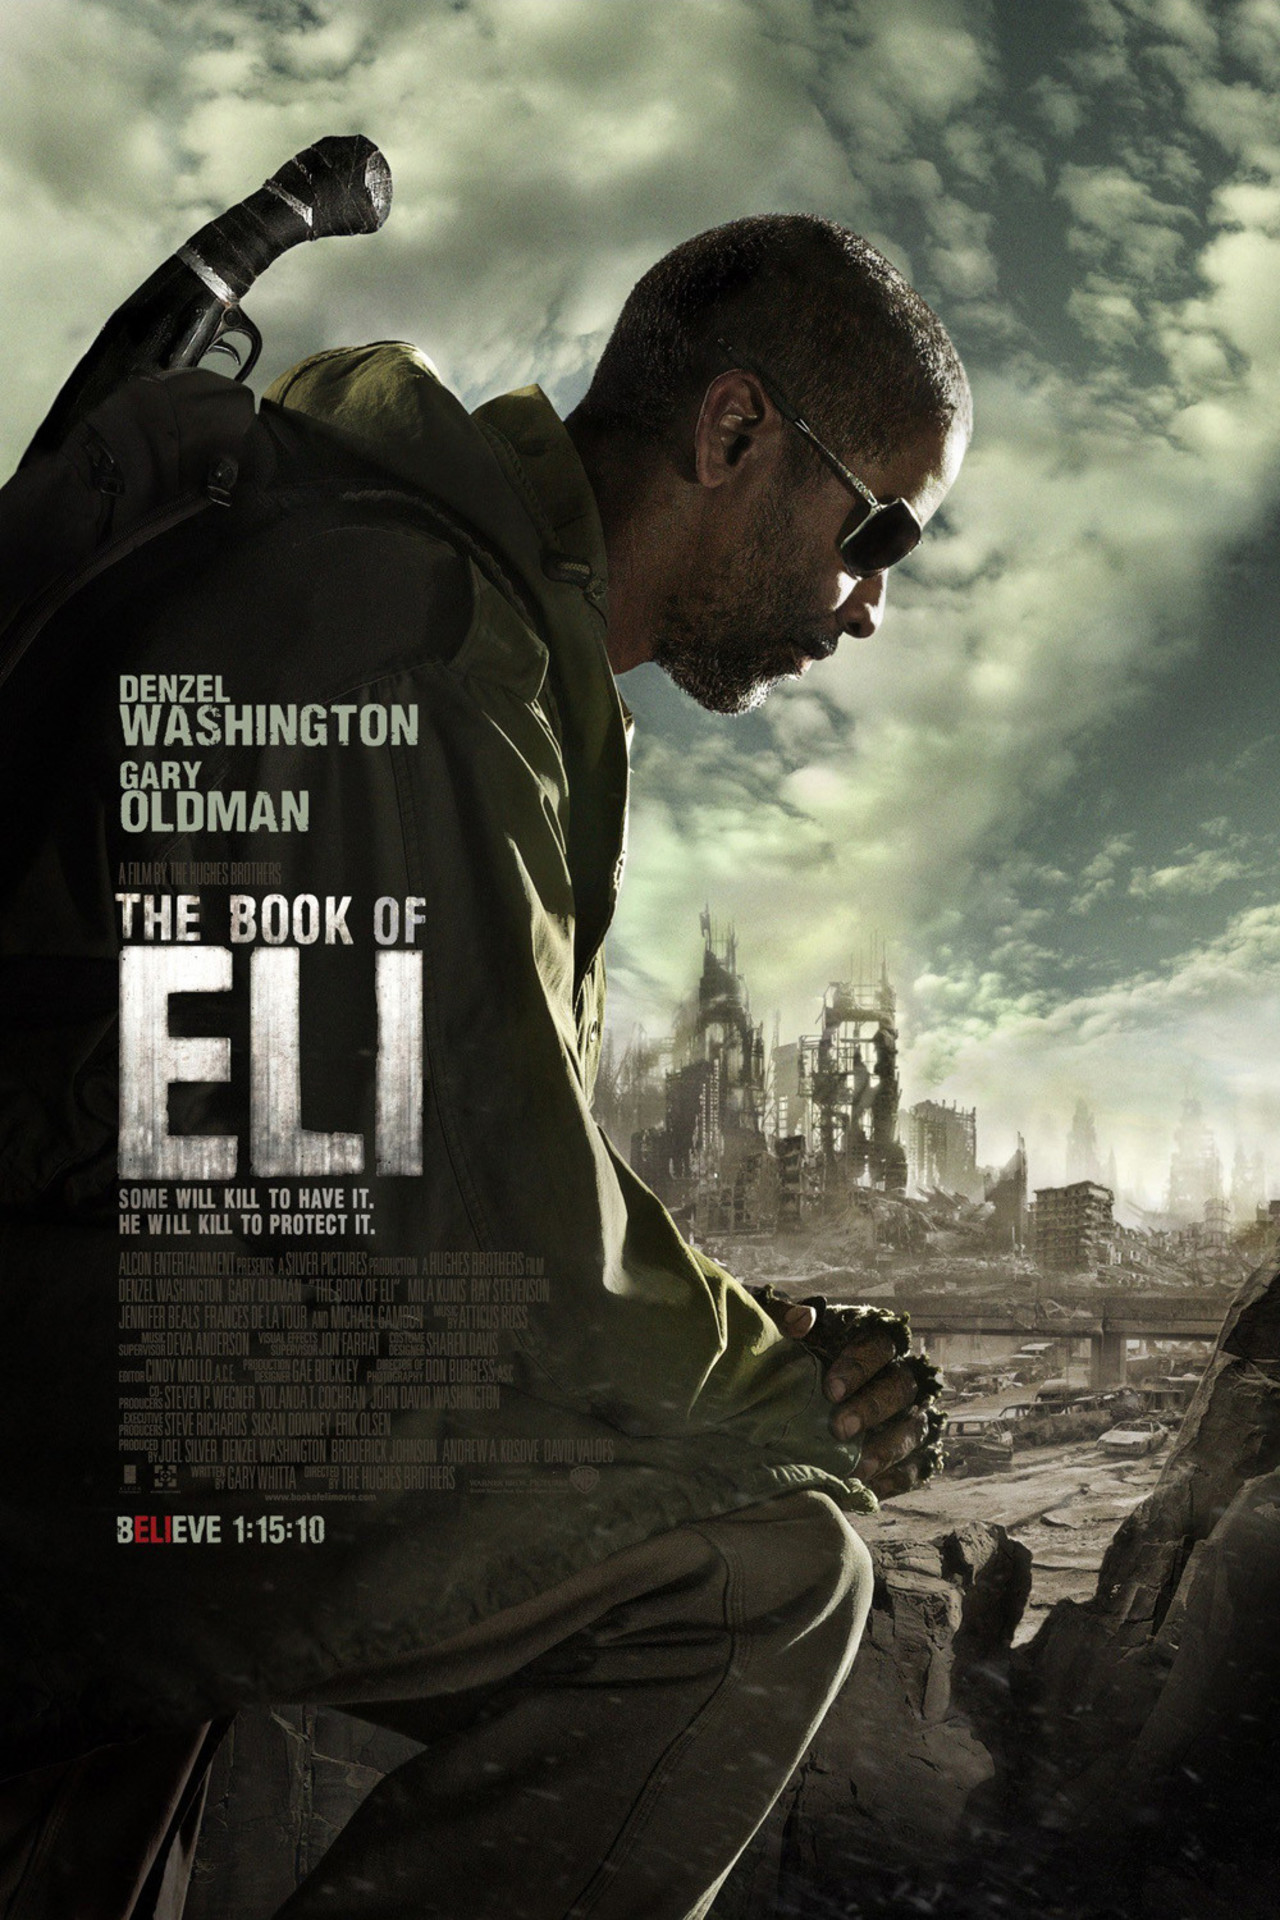 DENZEL
WASHINGTON
GARY
OLDMAN
A FILM BY THE HUGHES BROTHERS
THE BOOK OF
ELI
SOME WILL KILL TO HAVE IT.
HE WILL KILL TO PROTECT IT.
ALCON ENTERTAINMENT PRESENTS A SILVER PICTURES PRODUCTION A HUGHES BROTHERS FILM
DENZEL WASHINGTON GARY OLDMAN "THE BOOK OF ELI" MILA KUNIS RAY STEVENSON
JENNIFER BEALS FRANCES DE LA TOUR AND MICHAEL GAMBON MUSIC BY ATTICUS ROSS
MUSIC SUPERVISOR DEVA ANDERSON VISUAL EFFECTS SUPERVISOR JON FARHAT COSTUME DESIGNER SHAREN DAVIS
EDITOR CINDY MOLLO, A.C.E. PRODUCTION DESIGNER GAE BUCKLEY DIRECTOR OF PHOTOGRAPHY DON BURGESS, ASC
CO-PRODUCERS STEVEN P. WEGNER YOLANDA T. COCHRAN JOHN DAVID WASHINGTON
EXECUTIVE PRODUCERS STEVE RICHARDS SUSAN DOWNEY ERIK OLSEN
PRODUCED BY JOEL SILVER DENZEL WASHINGTON BRODERICK JOHNSON ANDREW A. KOSOVE DAVID VALDES
WRITTEN BY GARY WHITTA DIRECTED BY THE HUGHES BROTHERS
www.bookofelimovie.com
BELIEVE 1:15:10